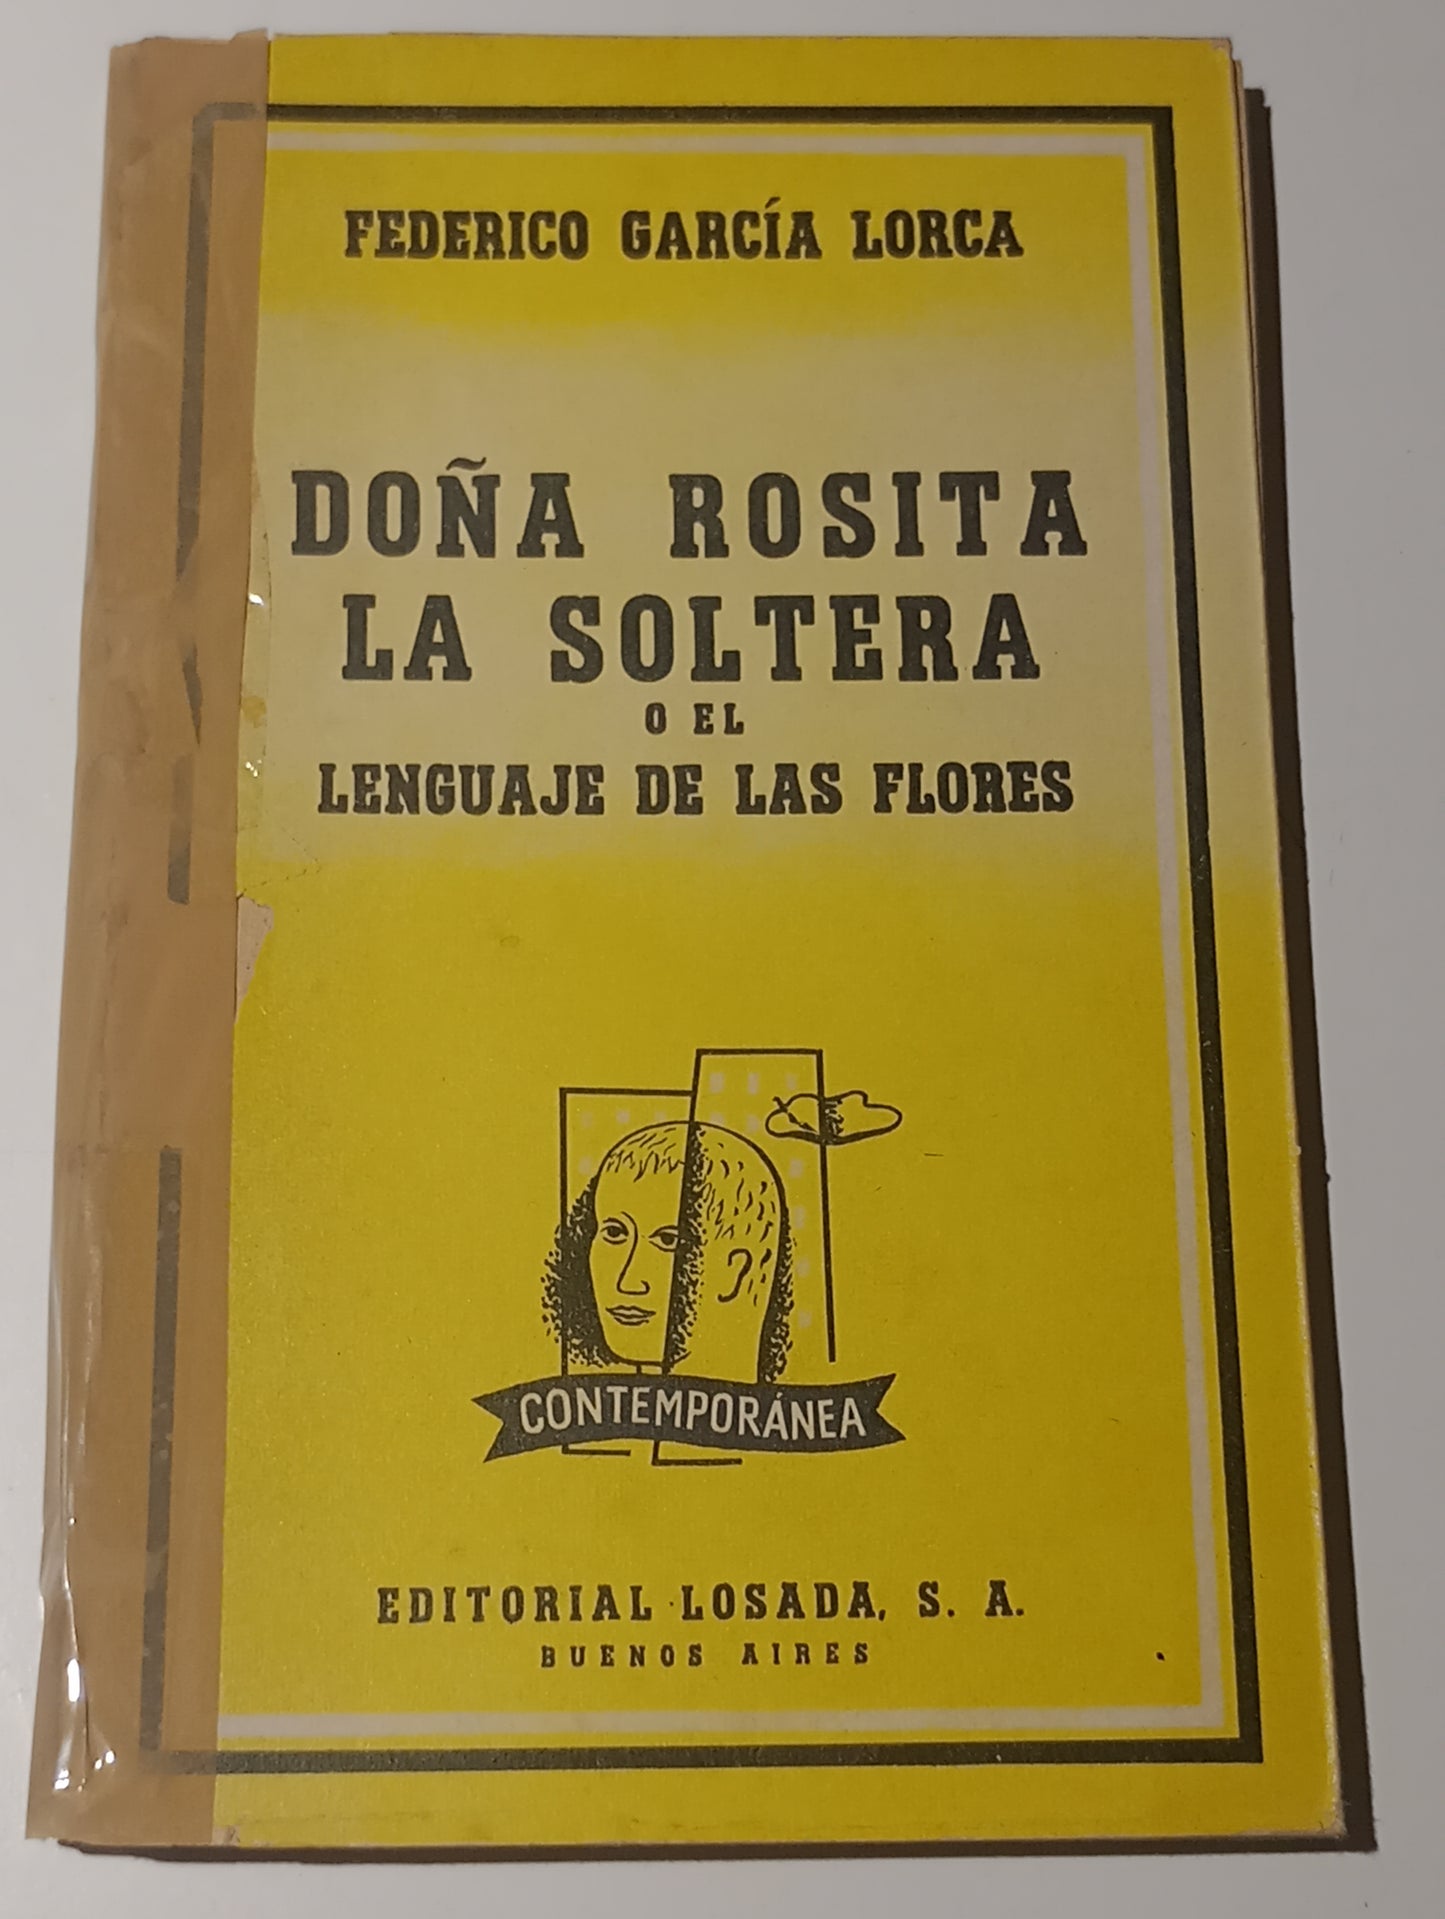 FEDERICO GARCÍA LORCA
DOÑA ROSITA
LA SOLTERA
O EL
LENGUAJE DE LAS FLORES
CONTEMPORÁNEA
EDITORIAL LOSADA, S. A.
BUENOS AIRES